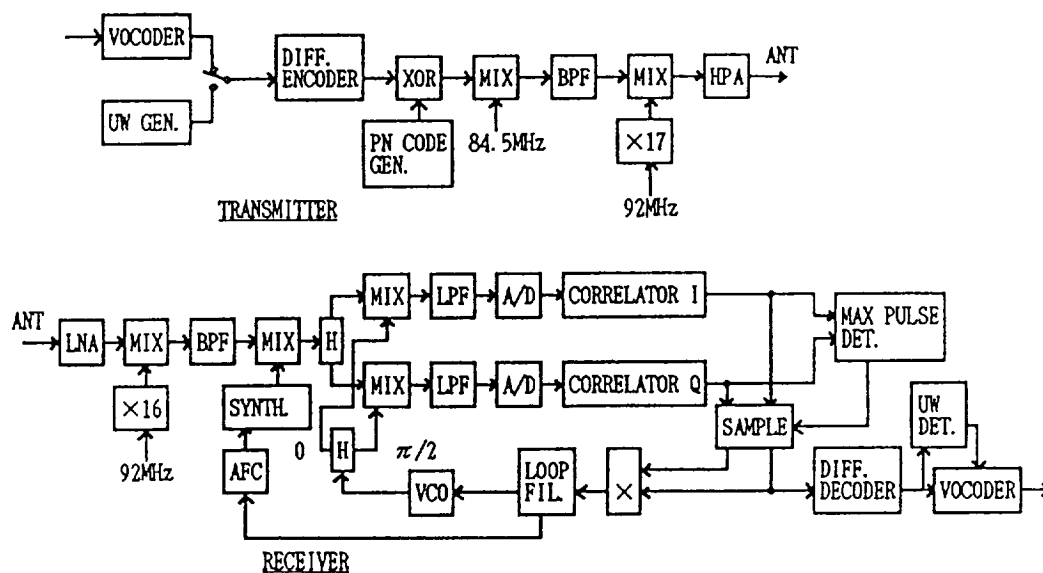 VOCODER
UW GEN.
DIFF.
ENCODER
XOR
PN CODE
GEN.
MIX
84.5MHz
BPF
MIX
×17
92MHz
HPA
ANT
TRANSMITTER
ANT
LNA
MIX
×16
92MHz
BPF
MIX
SYNTH.
AFC
H
MIX
LPF
A/D
CORRELATOR I
MAX PULSE
DET.
MIX
LPF
A/D
CORRELATOR Q
SAMPLE
UW
DET.
0
H
π/2
VCO
LOOP
FIL.
×
DIFF.
DECODER
VOCODER
RECEIVER